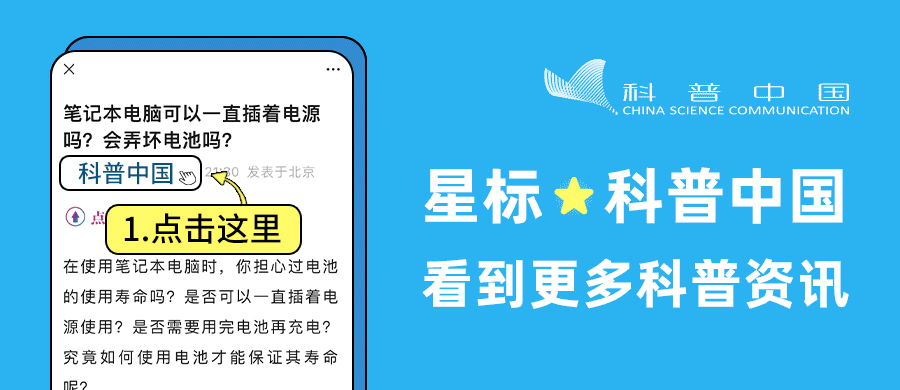 笔记本电脑可以一直插着电源
吗？会弄坏电池吗？
科普中国
21:30 发表于北京
点
1.点击这里
在使用笔记本电脑时，你担心过电池
的使用寿命吗？是否可以一直插着电
源使用？是否需要用完电池再充电？
究竟如何使用电池才能保证其寿命
呢？
科普中国
CHINA SCIENCE COMMUNICATION
星标科普中国
看到更多科普资讯